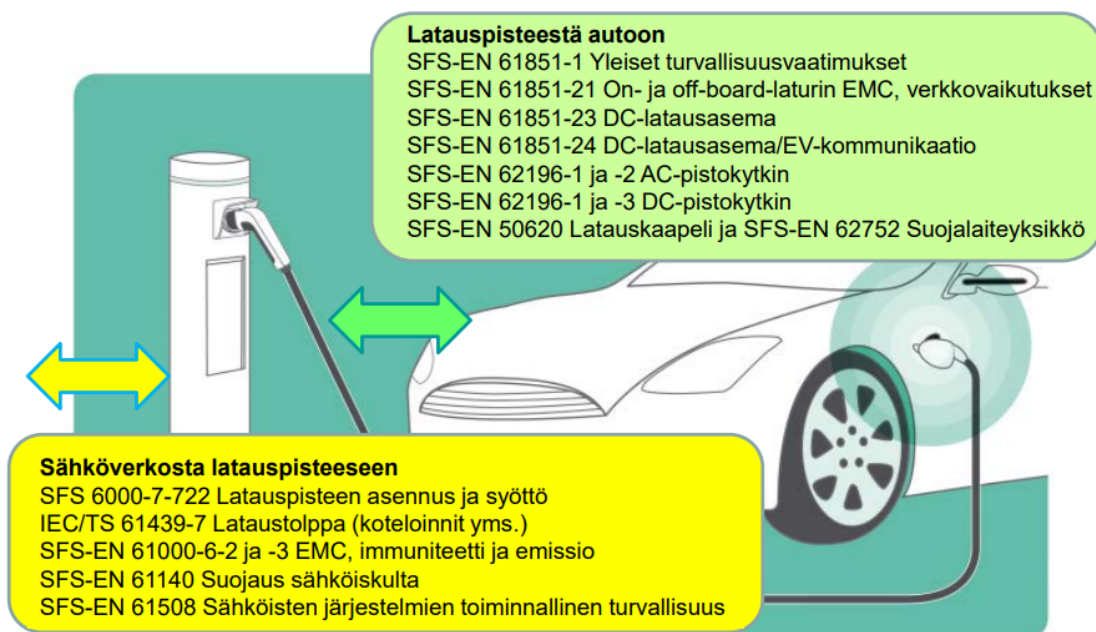 Latauspisteestä autoon
SFS-EN 61851-1 Yleiset turvallisuusvaatimukset
SFS-EN 61851-21 On- ja off-board-laturin EMC, verkkovaikutukset
SFS-EN 61851-23 DC-latausasema
SFS-EN 61851-24 DC-latausasema/EV-kommunikaatio
SFS-EN 62196-1 ja -2 AC-pistokytkin
SFS-EN 62196-1 ja -3 DC-pistokytkin
SFS-EN 50620 Latauskaapeli ja SFS-EN 62752 Suojalaiteyksikkö
Sähköverkosta latauspisteeseen
SFS 6000-7-722 Latauspisteen asennus ja syöttö
IEC/TS 61439-7 Lataustolppa (koteloinnit yms.)
SFS-EN 61000-6-2 ja -3 EMC, immuniteetti ja emissio
SFS-EN 61140 Suojaus sähköiskulta
SFS-EN 61508 Sähköisten järjestelmien toiminnallinen turvallisuus